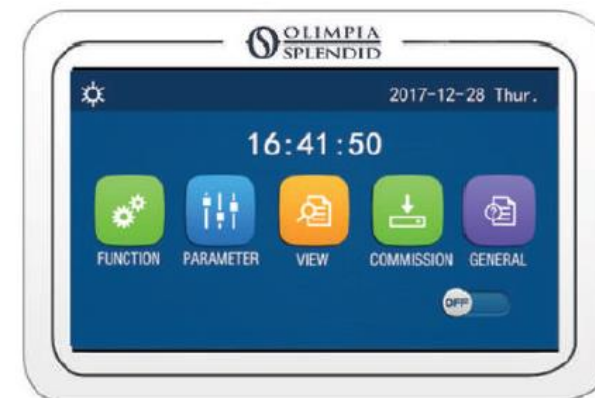 OLIMPIA
SPLENDID
2017-12-28 Thur.
16:41:50
FUNCTION PARAMETER VIEW COMMISSION GENERAL
OFF